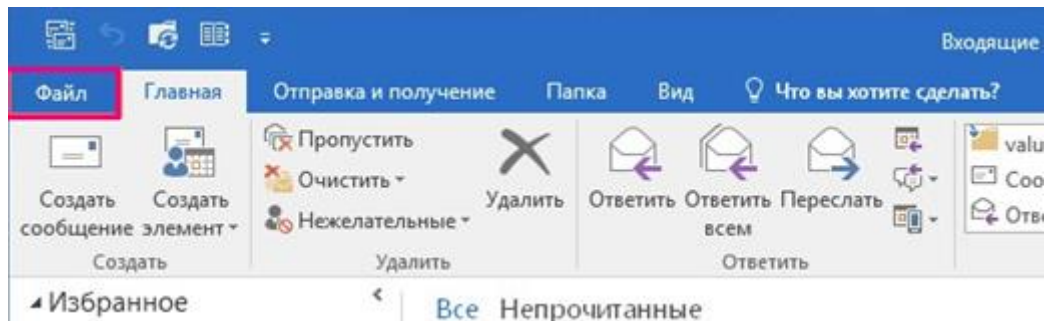 Входящие
Файл Главная Отправка и получение Папка Вид Что вы хотите сделать?
Создать сообщение
Создать элемент
Пропустить
Очистить
Нежелательные
Удалить
Ответить
Ответить всем
Переслать
Создать Удалить Ответить
Избранное
Все Непрочитанные